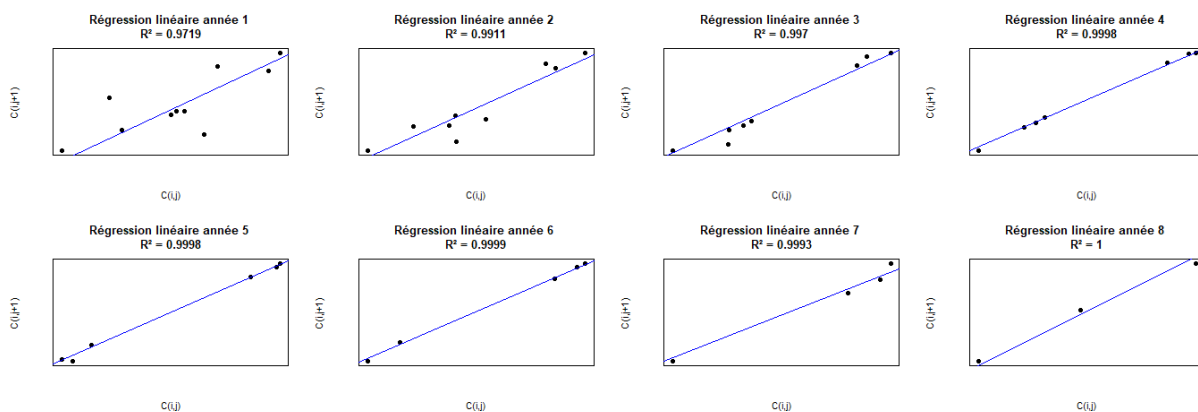 Régression linéaire année 1
R² = 0.9719
C(i,j+1)
C(i,j)
Régression linéaire année 2
R² = 0.9911
C(i,j+1)
C(i,j)
Régression linéaire année 3
R² = 0.997
C(i,j+1)
C(i,j)
Régression linéaire année 4
R² = 0.9998
C(i,j+1)
C(i,j)
Régression linéaire année 5
R² = 0.9998
C(i,j+1)
C(i,j)
Régression linéaire année 6
R² = 0.9999
C(i,j+1)
C(i,j)
Régression linéaire année 7
R² = 0.9993
C(i,j+1)
C(i,j)
Régression linéaire année 8
R² = 1
C(i,j+1)
C(i,j)